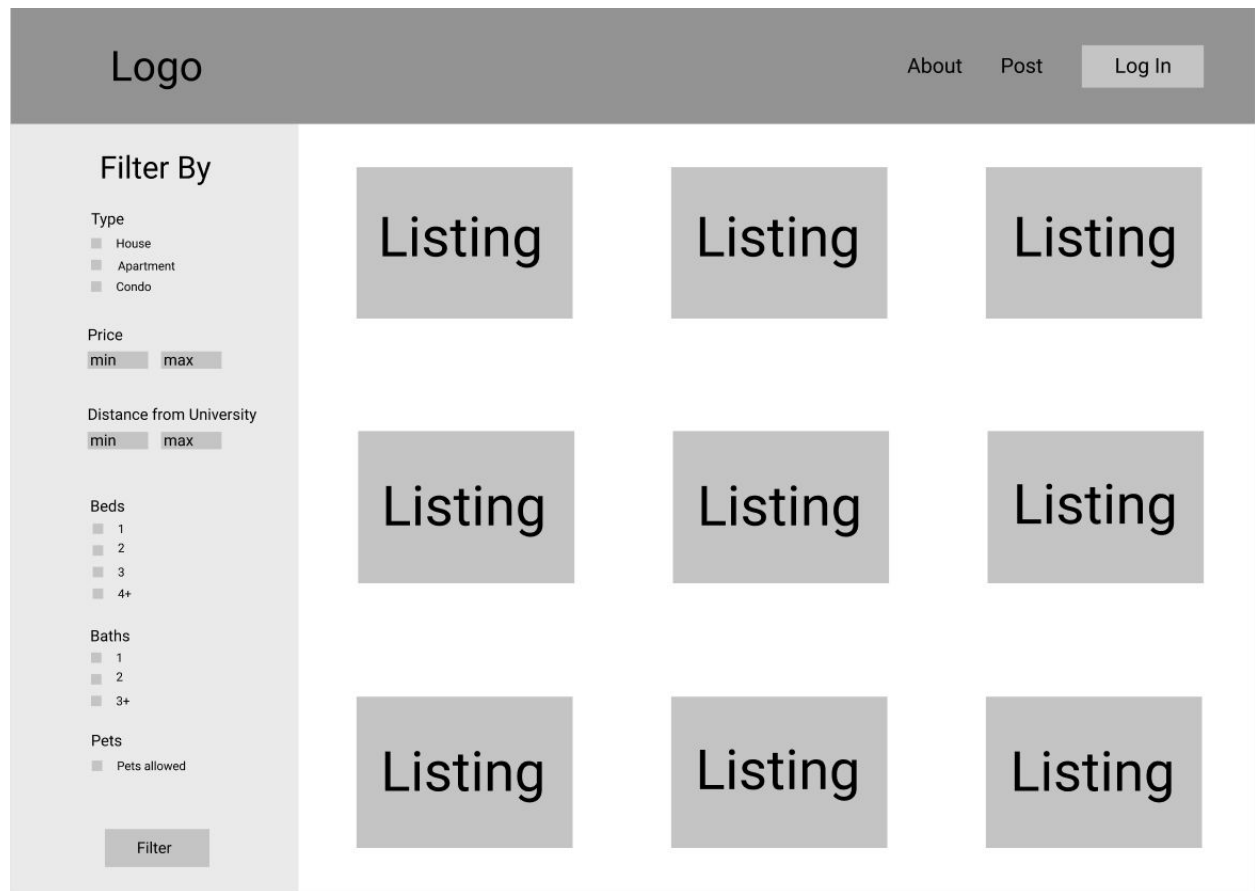 Logo
About Post Log In
Filter By
Type
House
Apartment
Condo
Price
min max
Distance from University
min max
Beds
1
2
3
4+
Baths
1
2
3+
Pets
Pets allowed
Filter
Listing Listing Listing
Listing Listing Listing
Listing Listing Listing